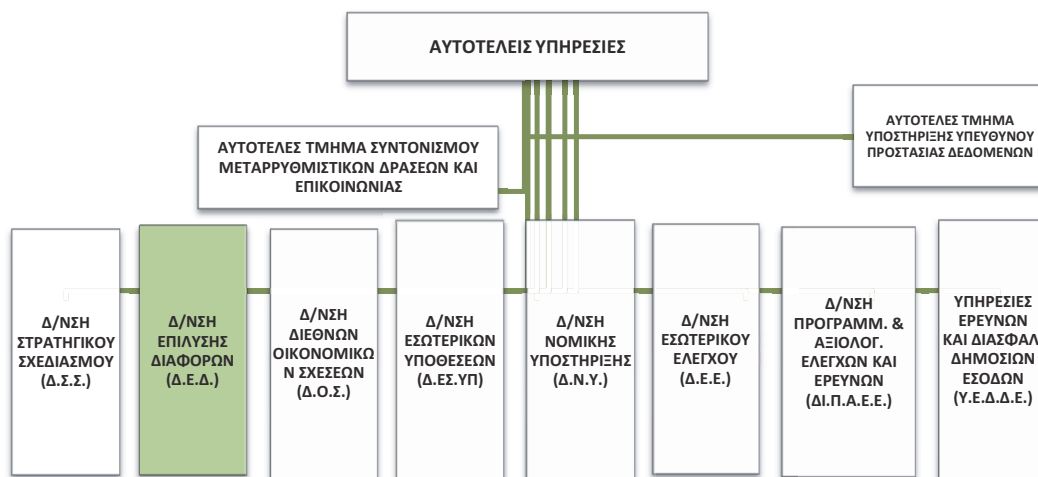 ΑΥΤΟΤΕΛΕΙΣ ΥΠΗΡΕΣΙΕΣ
ΑΥΤΟΤΕΛΕΣ ΤΜΗΜΑ
ΥΠΟΣΤΗΡΙΞΗΣ ΥΠΕΥΘΥΝΟΥ
ΠΡΟΣΤΑΣΙΑΣ ΔΕΔΟΜΕΝΩΝ
ΑΥΤΟΤΕΛΕΣ ΤΜΗΜΑ ΣΥΝΤΟΝΙΣΜΟΥ
ΜΕΤΑΡΡΥΘΜΙΣΤΙΚΩΝ ΔΡΑΣΕΩΝ ΚΑΙ
ΕΠΙΚΟΙΝΩΝΙΑΣ
Δ/ΝΣΗ
ΣΤΡΑΤΗΓΙΚΟΥ
ΣΧΕΔΙΑΣΜΟΥ
(Δ.Σ.Σ.)
Δ/ΝΣΗ
ΕΠΙΛΥΣΗΣ
ΔΙΑΦΟΡΩΝ
(Δ.Ε.Δ.)
Δ/ΝΣΗ
ΔΙΕΘΝΩΝ
ΟΙΚΟΝΟΜΙΚΩ
Ν ΣΧΕΣΕΩΝ
(Δ.Ο.Σ.)
Δ/ΝΣΗ
ΕΣΩΤΕΡΙΚΩΝ
ΥΠΟΘΕΣΕΩΝ
(Δ.ΕΣ.ΥΠ)
Δ/ΝΣΗ
ΝΟΜΙΚΗΣ
ΥΠΟΣΤΗΡΙΞΗΣ
(Δ.Ν.Υ.)
Δ/ΝΣΗ
ΕΣΩΤΕΡΙΚΟΥ
ΕΛΕΓΧΟΥ
(Δ.Ε.Ε.)
Δ/ΝΣΗ
ΠΡΟΓΡΑΜΜ. &
ΑΞΙΟΛΟΓ.
ΕΛΕΓΧΩΝ ΚΑΙ
ΕΡΕΥΝΩΝ
(ΔΙ.Π.Α.Ε.Ε.)
ΥΠΗΡΕΣΙΕΣ
ΕΡΕΥΝΩΝ
ΚΑΙ ΔΙΑΣΦΑΛ
ΔΗΜΟΣΙΩΝ
ΕΣΟΔΩΝ
(Υ.Ε.Δ.Δ.Ε.)